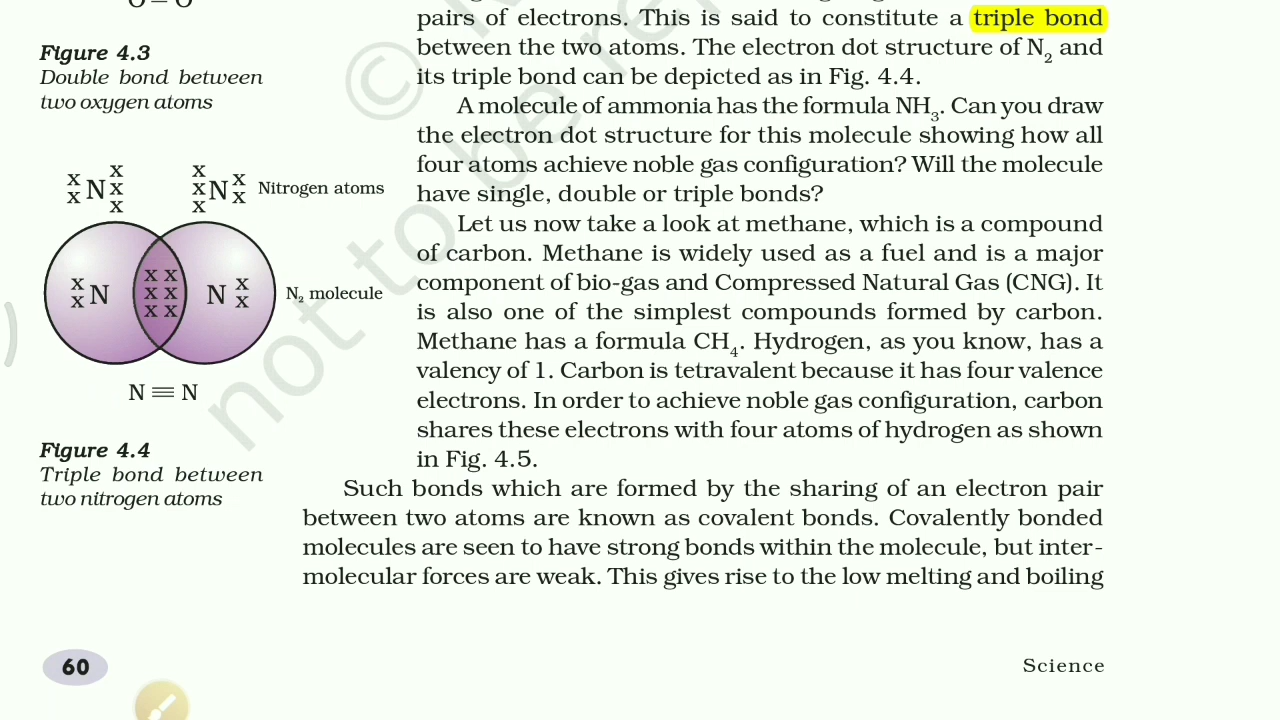 O = O
Figure 4.3
Double bond between
two oxygen atoms
x x x
x N x x N x Nitrogen atoms
x x x x
x x
x x
x N x x N x N₂ molecule
x x x x
N ≡ N
Figure 4.4
Triple bond between
two nitrogen atoms
pairs of electrons. This is said to constitute a triple bond
between the two atoms. The electron dot structure of N₂ and
its triple bond can be depicted as in Fig. 4.4.
A molecule of ammonia has the formula NH₃. Can you draw
the electron dot structure for this molecule showing how all
four atoms achieve noble gas configuration? Will the molecule
have single, double or triple bonds?
Let us now take a look at methane, which is a compound
of carbon. Methane is widely used as a fuel and is a major
component of bio-gas and Compressed Natural Gas (CNG). It
is also one of the simplest compounds formed by carbon.
Methane has a formula CH₄. Hydrogen, as you know, has a
valency of 1. Carbon is tetravalent because it has four valence
electrons. In order to achieve noble gas configuration, carbon
shares these electrons with four atoms of hydrogen as shown
in Fig. 4.5.
Such bonds which are formed by the sharing of an electron pair
between two atoms are known as covalent bonds. Covalently bonded
molecules are seen to have strong bonds within the molecule, but inter-
molecular forces are weak. This gives rise to the low melting and boiling
not to be re
©
60
Science